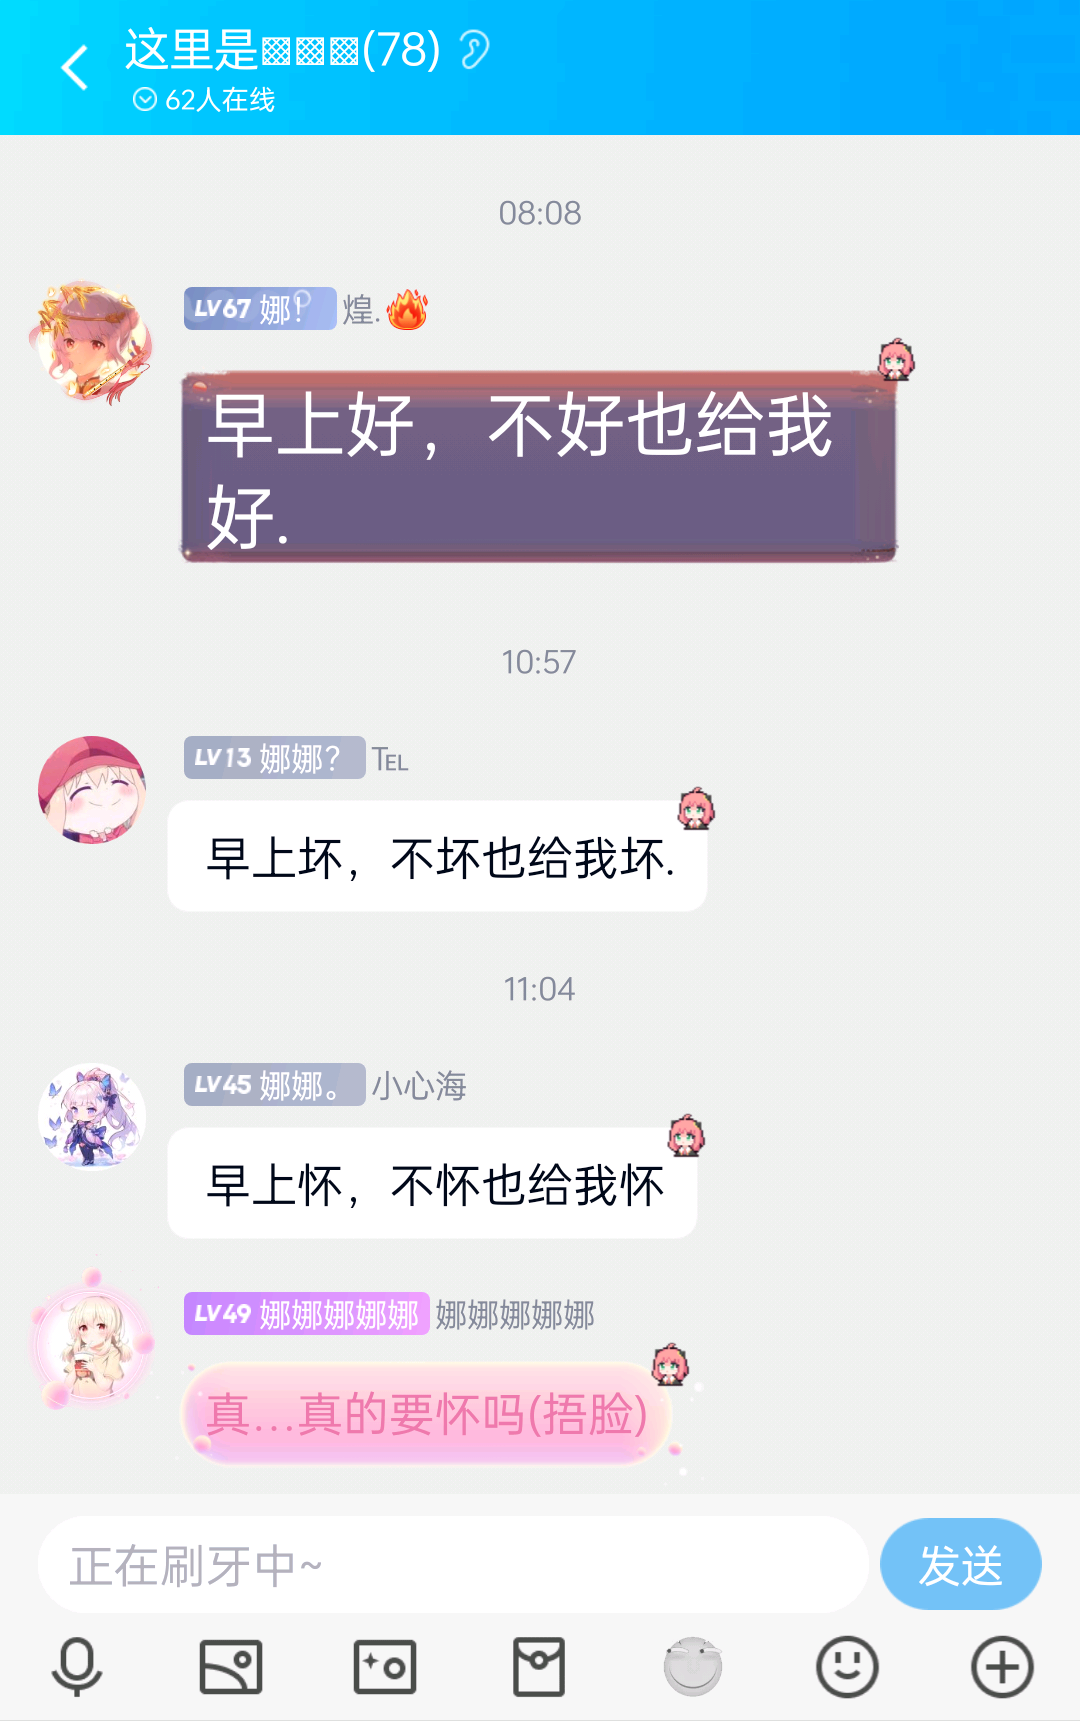 这里是▩▩▩(78)
62人在线
08:08
LV67 娜！ 煌.🔥
早上好，不好也给我
好.
10:57
LV13 娜娜？ Tᴇʟ
早上坏，不坏也给我坏.
11:04
LV45 娜娜。 小心海
早上怀，不怀也给我怀
LV49 娜娜娜娜娜 娜娜娜娜娜
真…真的要怀吗(捂脸)
正在刷牙中~
发送